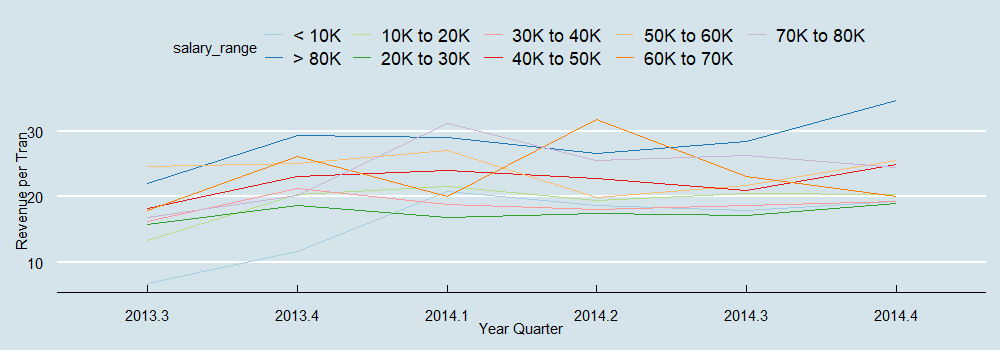 salary_range
< 10K 10K to 20K 30K to 40K 50K to 60K 70K to 80K
> 80K 20K to 30K 40K to 50K 60K to 70K
Revenue per Tran
30
20
10
2013.3 2013.4 2014.1 2014.2 2014.3 2014.4
Year Quarter